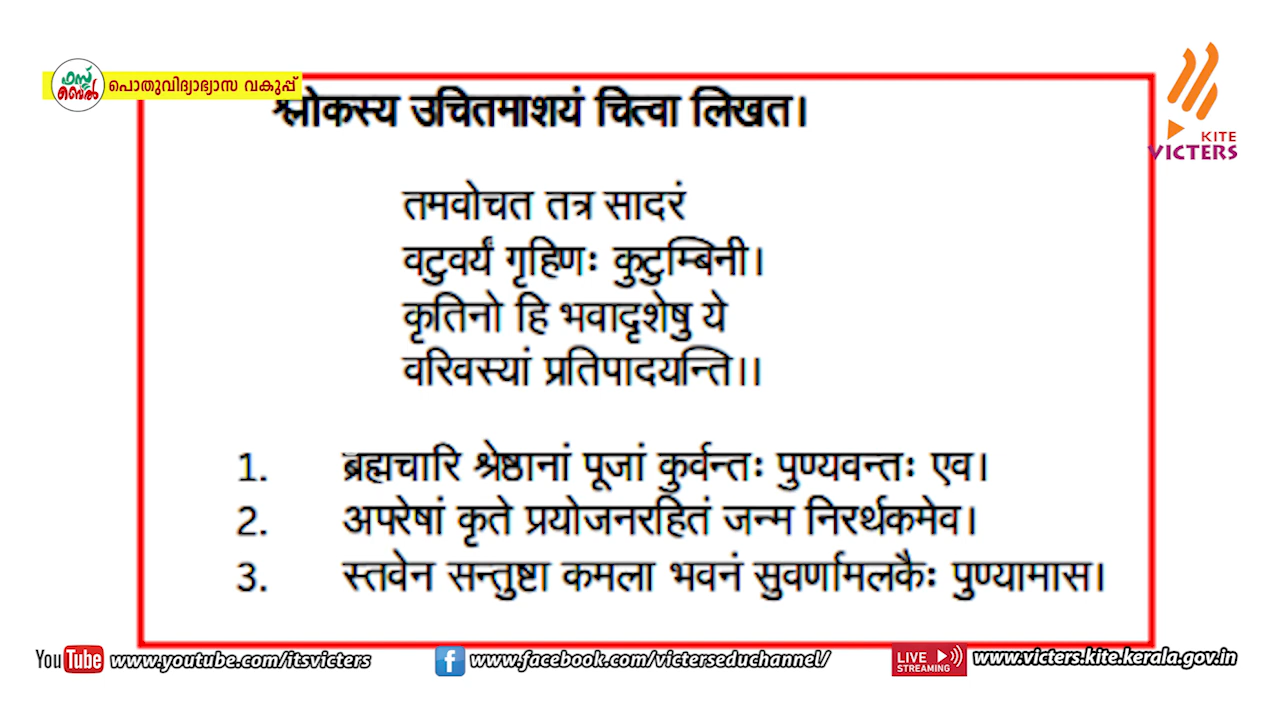 ഫസ്റ്റ് ബെൽ
പൊതുവിദ്യാഭ്യാസ വകുപ്പ്
KITE
VICTERS
श्लोकस्य उचितमाशयं चित्वा लिखत।
तमवोचत तत्र सादरं
वटुवर्यं गृहिणः कुटुम्बिनी।
कृतिनो हि भवादृशेषु ये
वरिवस्यां प्रतिपादयन्ति।।
1. ब्रह्मचारि श्रेष्ठानां पूजां कुर्वन्तः पुण्यवन्तः एव।
2. अपरेषां कृते प्रयोजनरहितं जन्म निरर्थकमेव।
3. स्तवेन सन्तुष्टा कमला भवनं सुवर्णामलकैः पुण्यामास।
YouTube www.youtube.com/itsvicters
f www.facebook.com/victerseduchannel/
LIVE STREAMING www.victers.kite.kerala.gov.in